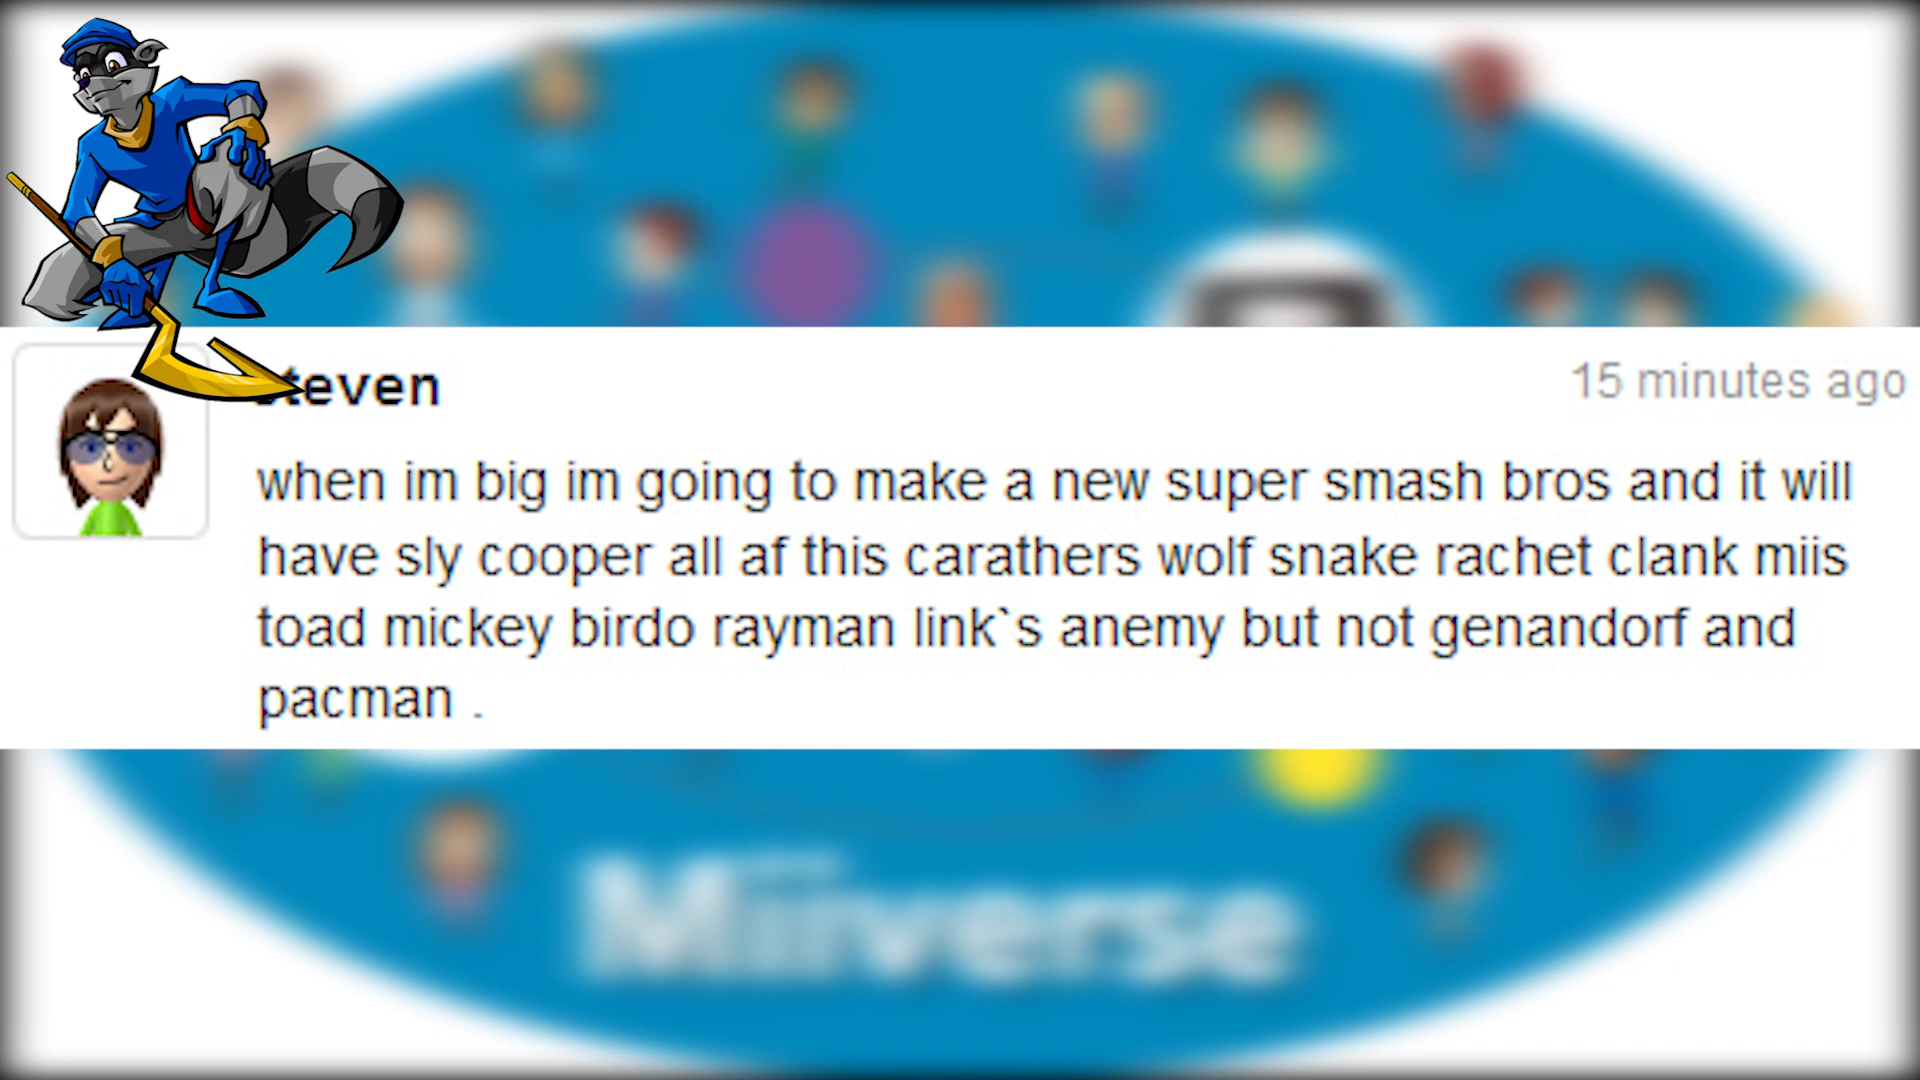 steven
15 minutes ago
when im big im going to make a new super smash bros and it will
have sly cooper all af this carathers wolf snake rachet clank miis
toad mickey birdo rayman link`s anemy but not genandorf and
pacman .
Miiverse